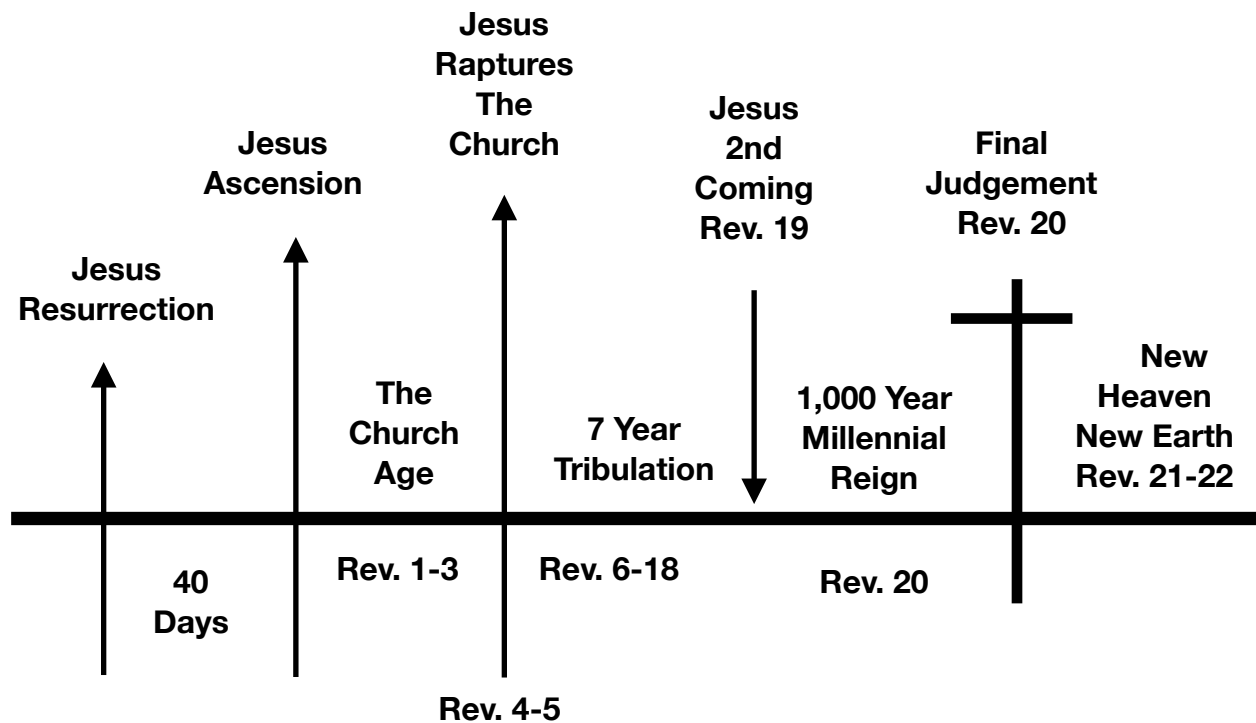 Jesus
Resurrection
40
Days
Jesus
Ascension
The
Church
Age
Rev. 1-3
Jesus
Raptures
The
Church
Rev. 4-5
7 Year
Tribulation
Rev. 6-18
Jesus
2nd
Coming
Rev. 19
1,000 Year
Millennial
Reign
Rev. 20
Final
Judgement
Rev. 20
New
Heaven
New Earth
Rev. 21-22